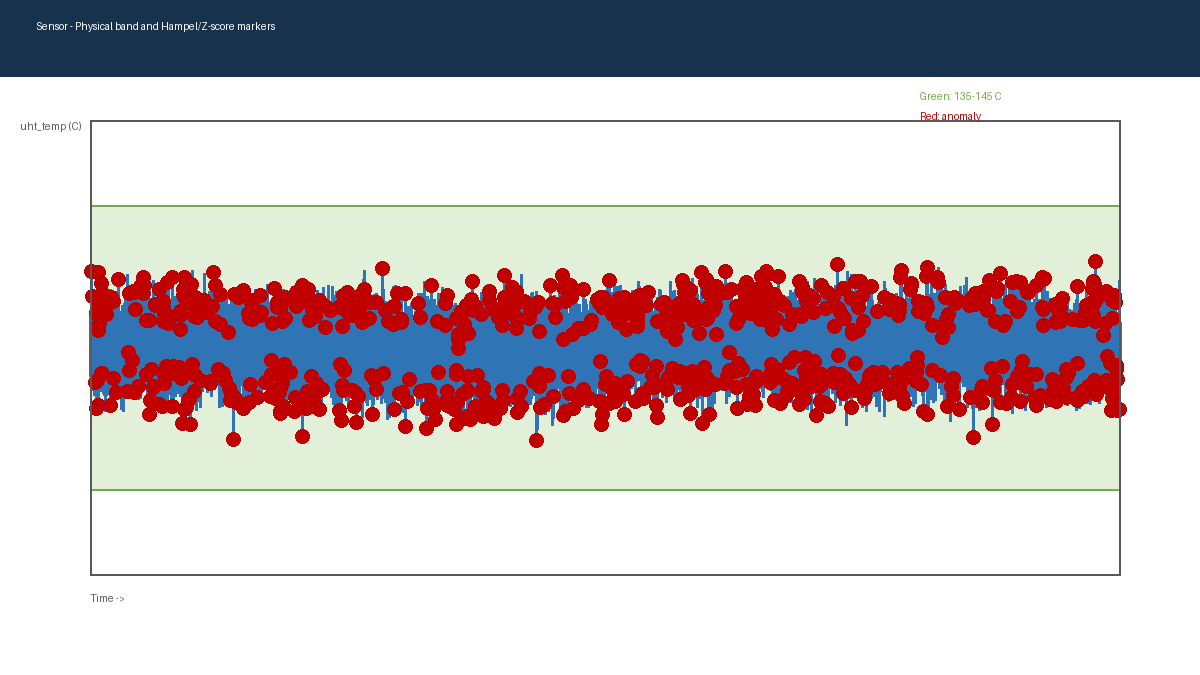 Sensor - Physical band and Hampel/Z-score markers
Green: 135-145 C
Red: anomaly
uht_temp (C)
Time ->